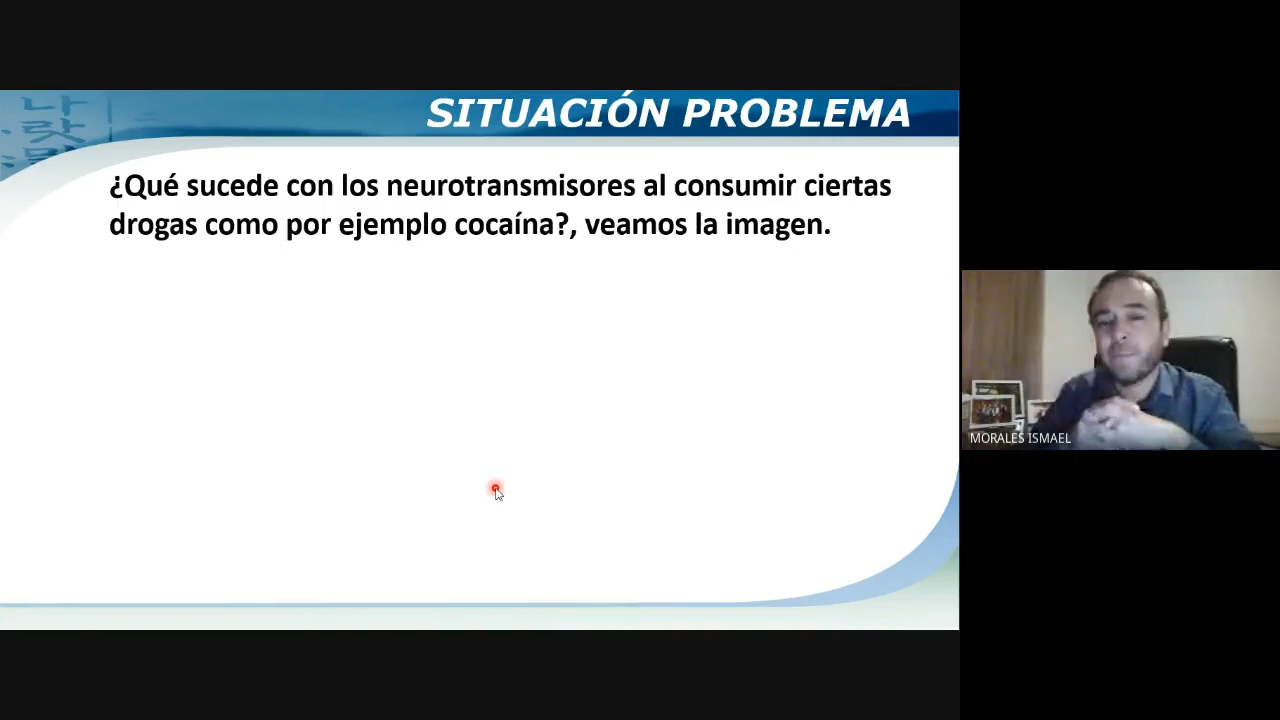 SITUACIÓN PROBLEMA
¿Qué sucede con los neurotransmisores al consumir ciertas
drogas como por ejemplo cocaína?, veamos la imagen.
MORALES ISMAEL